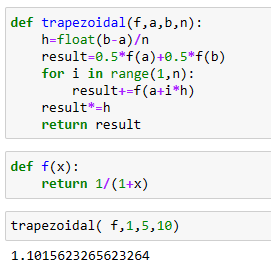 def trapezoidal(f,a,b,n):
    h=float(b-a)/n
    result=0.5*f(a)+0.5*f(b)
    for i in range(1,n):
        result+=f(a+i*h)
    result*=h
    return result
def f(x):
    return 1/(1+x)
trapezoidal( f,1,5,10)
1.1015623265623264